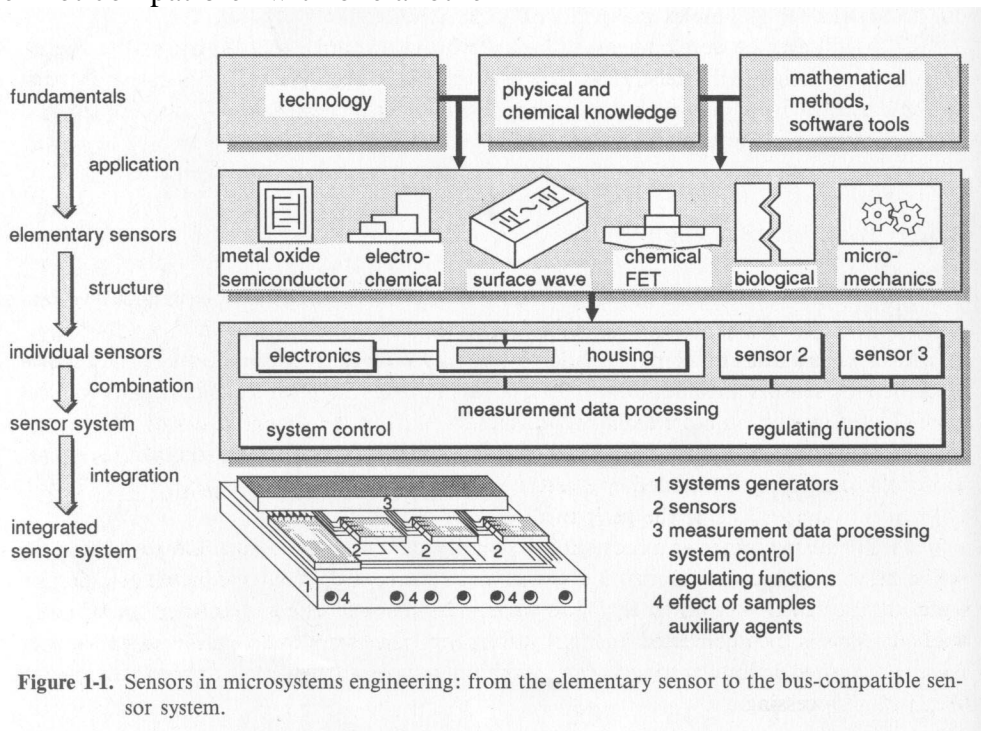 fundamentals
technology
physical and
chemical knowledge
mathematical
methods,
software tools
application
elementary sensors
metal oxide
semiconductor
electro-
chemical
surface wave
chemical
FET
biological
micro-
mechanics
structure
individual sensors
electronics
housing
sensor 2
sensor 3
combination
sensor system
measurement data processing
system control
regulating functions
integration
integrated
sensor system
3
2 2 2
1
4 4 4 4
1 systems generators
2 sensors
3 measurement data processing
system control
regulating functions
4 effect of samples
auxiliary agents
Figure 1-1. Sensors in microsystems engineering: from the elementary sensor to the bus-compatible sen-
sor system.